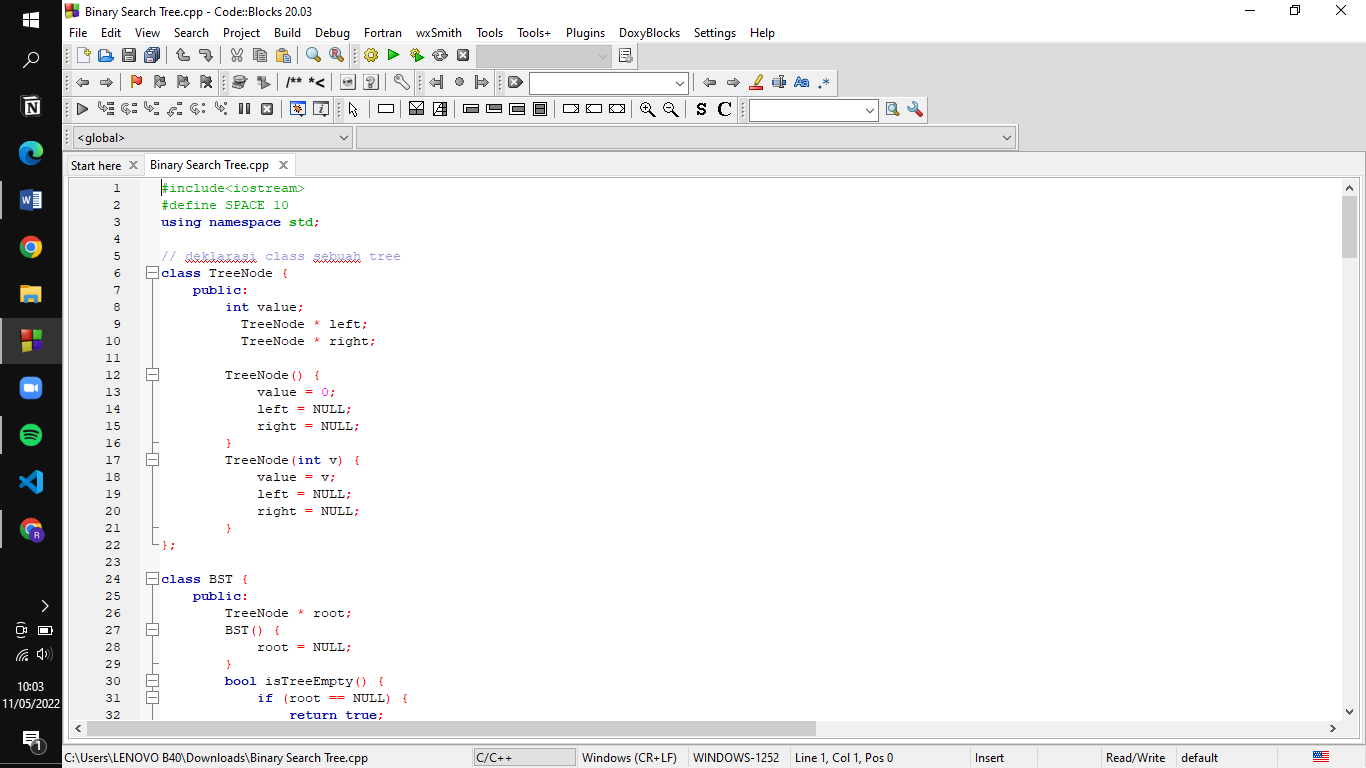 Binary Search Tree.cpp - Code::Blocks 20.03
File Edit View Search Project Build Debug Fortran wxSmith Tools Tools+ Plugins DoxyBlocks Settings Help
/** *<
Aa .*
S C
<global>
Start here Binary Search Tree.cpp
1 #include<iostream>
2 #define SPACE 10
3 using namespace std;
4
5 // deklarasi class sebuah tree
6 class TreeNode {
7 public:
8 int value;
9 TreeNode * left;
10 TreeNode * right;
11
12 TreeNode() {
13 value = 0;
14 left = NULL;
15 right = NULL;
16 }
17 TreeNode(int v) {
18 value = v;
19 left = NULL;
20 right = NULL;
21 }
22 };
23
24 class BST {
25 public:
26 TreeNode * root;
27 BST() {
28 root = NULL;
29 }
30 bool isTreeEmpty() {
31 if (root == NULL) {
32 return true;
10:03
11/05/2022
1
C:\Users\LENOVO B40\Downloads\Binary Search Tree.cpp C/C++ Windows (CR+LF) WINDOWS-1252 Line 1, Col 1, Pos 0 Insert Read/Write default